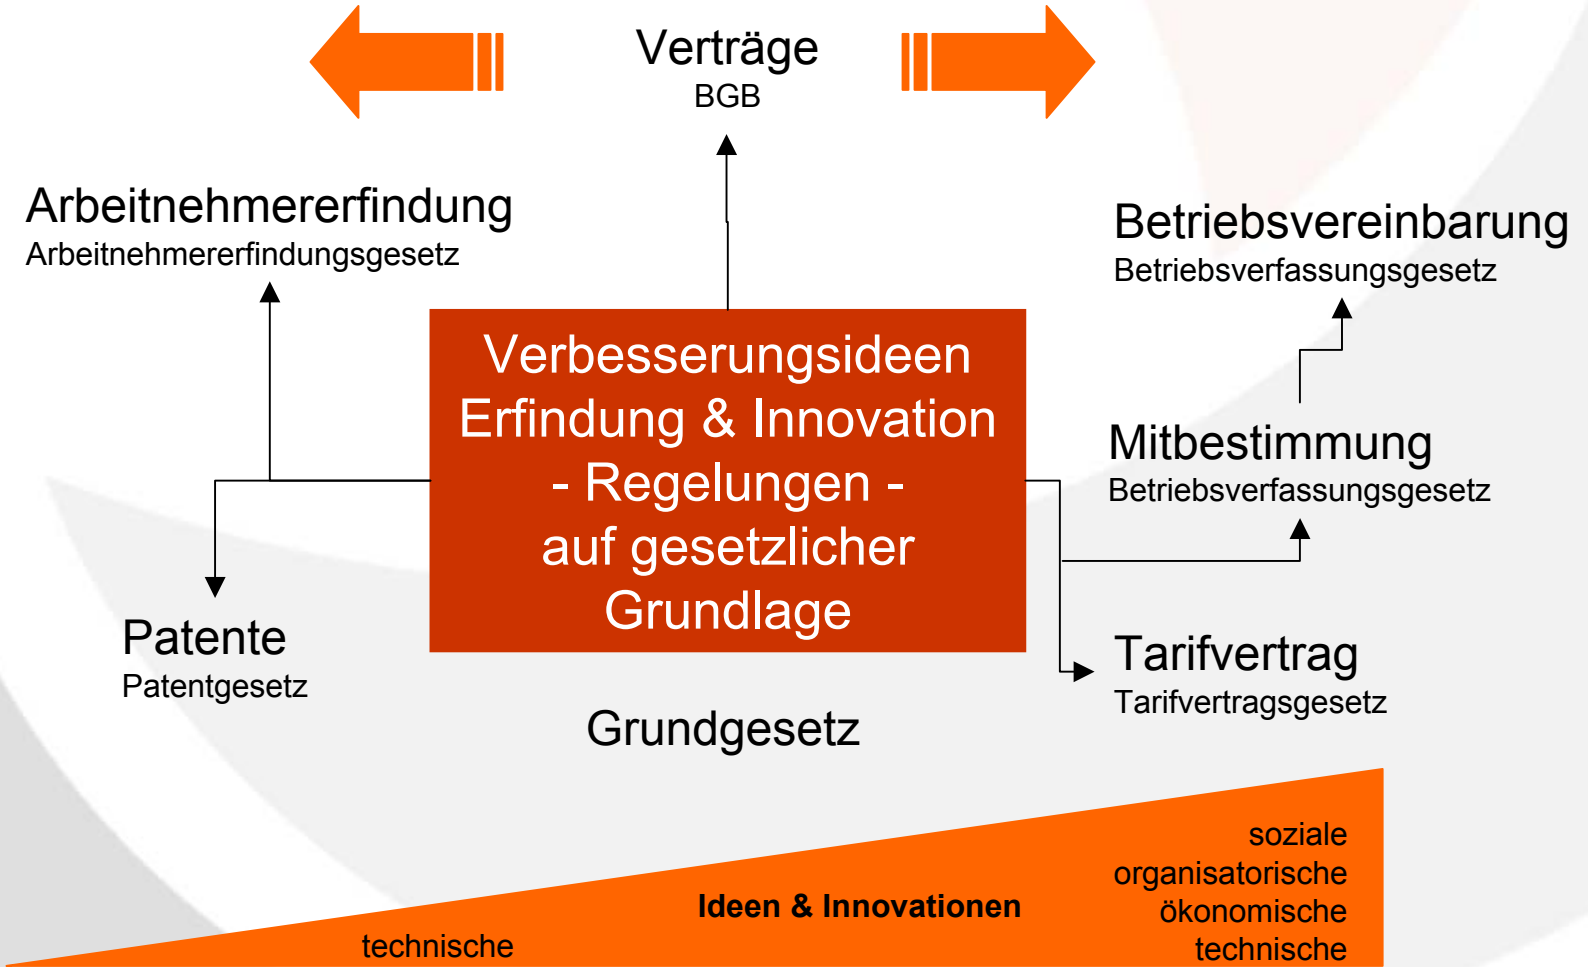 Verträge
BGB
Arbeitnehmererfindung
Arbeitnehmererfindungsgesetz
Betriebsvereinbarung
Betriebsverfassungsgesetz
Verbesserungsideen
Erfindung & Innovation
- Regelungen -
auf gesetzlicher
Grundlage
Mitbestimmung
Betriebsverfassungsgesetz
Patente
Patentgesetz
Tarifvertrag
Tarifvertragsgesetz
Grundgesetz
technische
Ideen & Innovationen
soziale
organisatorische
ökonomische
technische